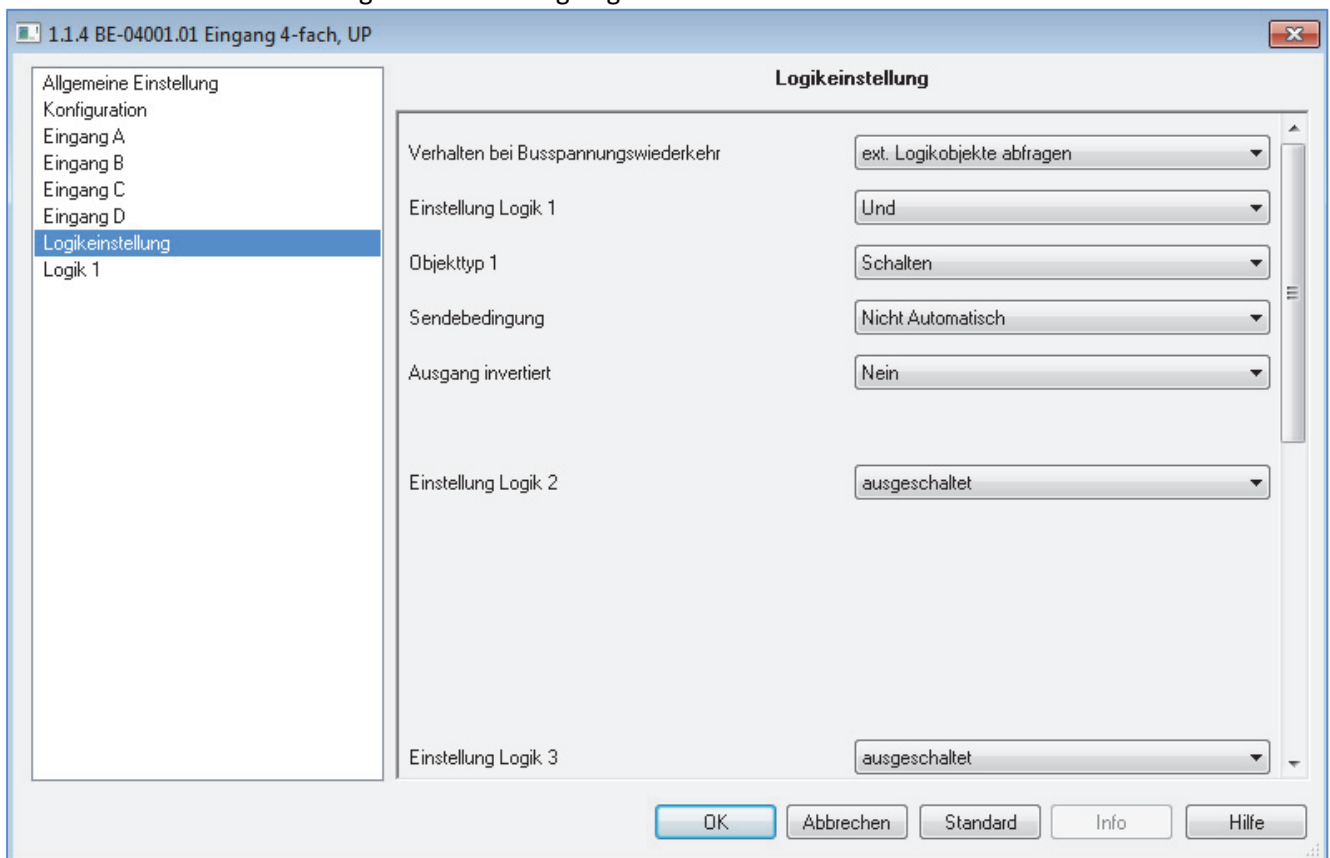 1.1.4 BE-04001.01 Eingang 4-fach, UP
Allgemeine Einstellung
Konfiguration
Eingang A
Eingang B
Eingang C
Eingang D
Logikeinstellung
Logik 1
Logikeinstellung
Verhalten bei Busspannungswiederkehr ext. Logikobjekte abfragen
Einstellung Logik 1 Und
Objekttyp 1 Schalten
Sendebedingung Nicht Automatisch
Ausgang invertiert Nein
Einstellung Logik 2 ausgeschaltet
Einstellung Logik 3 ausgeschaltet
OK Abbrechen Standard Info Hilfe